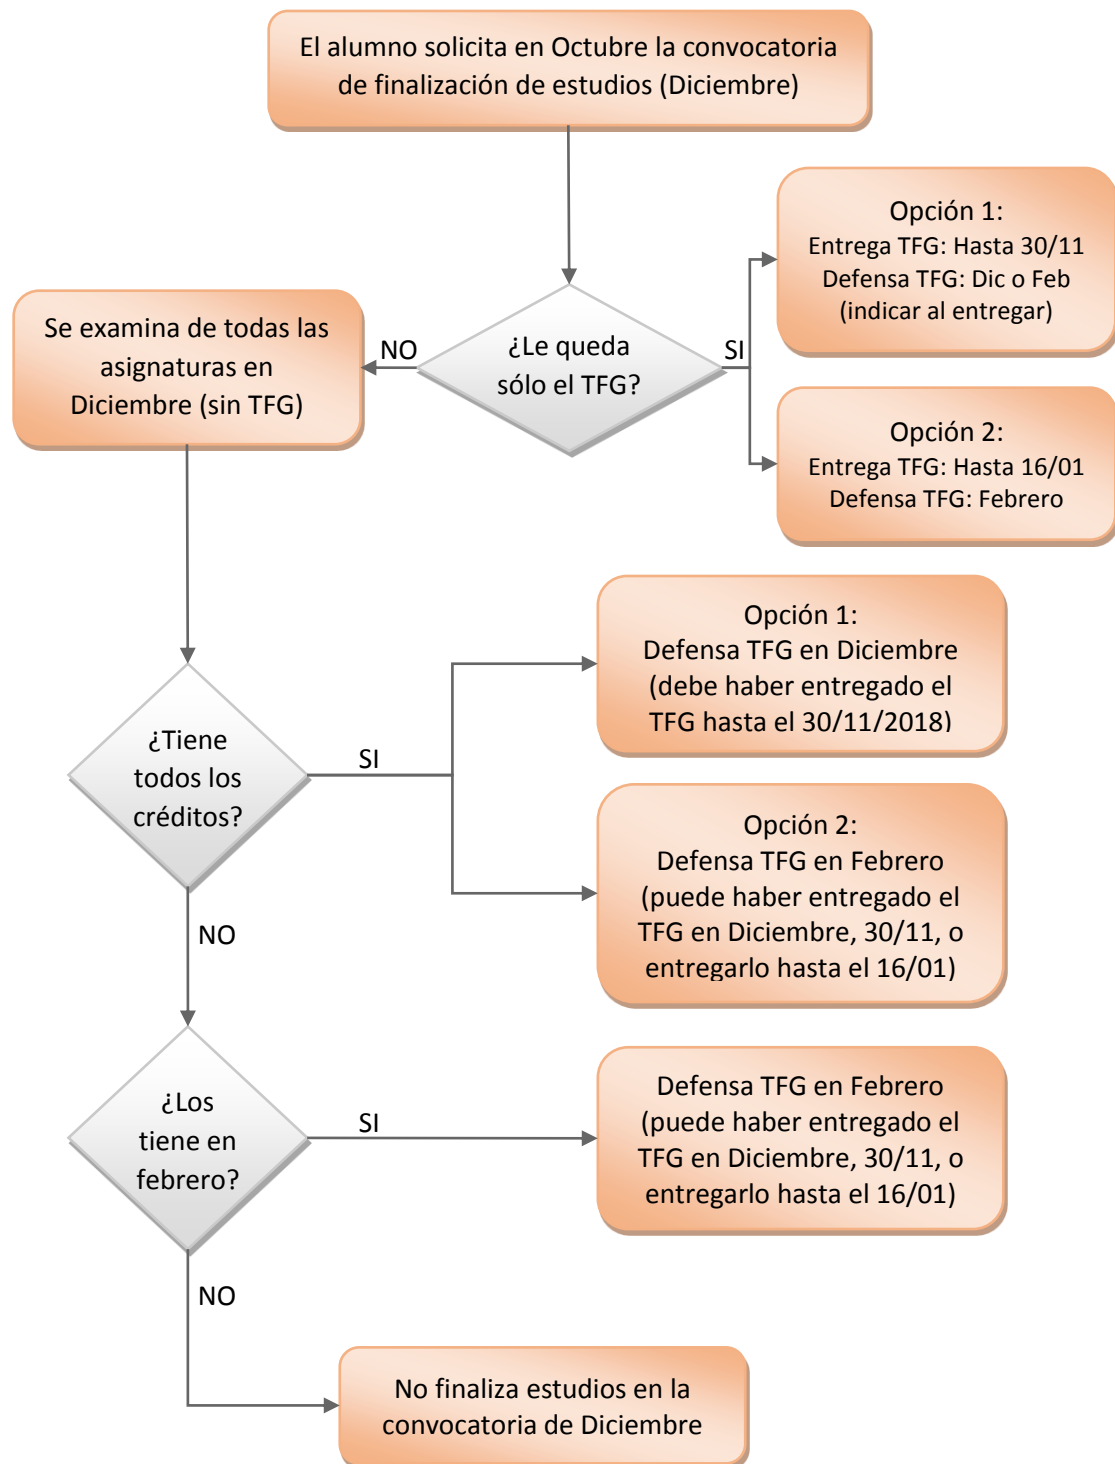 El alumno solicita en Octubre la convocatoria
de finalización de estudios (Diciembre)
Opción 1:
Entrega TFG: Hasta 30/11
Defensa TFG: Dic o Feb
(indicar al entregar)
Se examina de todas las
asignaturas en
Diciembre (sin TFG)
NO
¿Le queda
sólo el TFG?
SI
Opción 2:
Entrega TFG: Hasta 16/01
Defensa TFG: Febrero
Opción 1:
Defensa TFG en Diciembre
(debe haber entregado el
TFG hasta el 30/11/2018)
¿Tiene
todos los
créditos?
SI
Opción 2:
Defensa TFG en Febrero
(puede haber entregado el
TFG en Diciembre, 30/11, o
entregarlo hasta el 16/01)
NO
¿Los
tiene en
febrero?
SI
Defensa TFG en Febrero
(puede haber entregado el
TFG en Diciembre, 30/11, o
entregarlo hasta el 16/01)
NO
No finaliza estudios en la
convocatoria de Diciembre